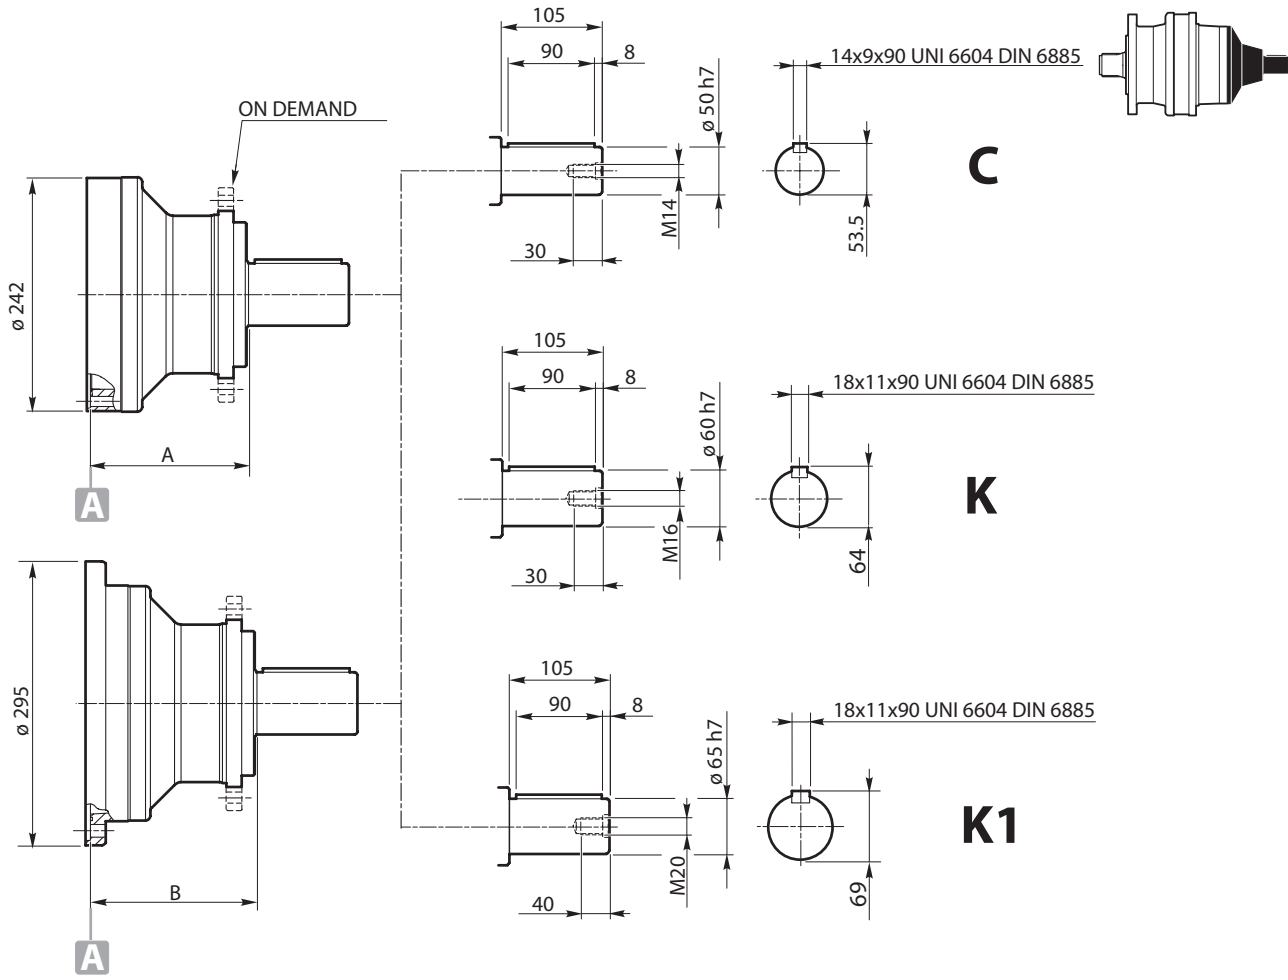 105
90
8
14x9x90 UNI 6604 DIN 6885
ø 50 h7
M14
30
53.5
C
ON DEMAND
ø 242
A
A
105
90
8
18x11x90 UNI 6604 DIN 6885
ø 60 h7
M16
30
64
K
ø 295
B
A
105
90
8
18x11x90 UNI 6604 DIN 6885
ø 65 h7
M20
40
69
K1